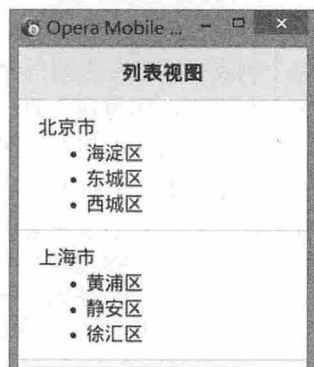 Opera Mobile ...
列表视图
北京市
• 海淀区
• 东城区
• 西城区
上海市
• 黄浦区
• 静安区
• 徐汇区